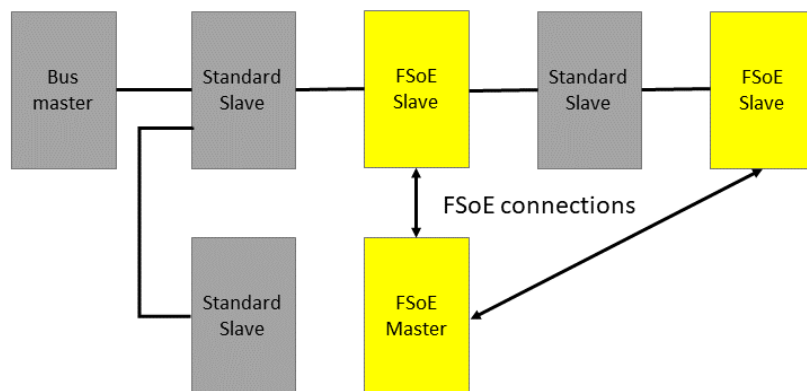 Bus
master
Standard
Slave
FSoE
Slave
Standard
Slave
FSoE
Slave
FSoE connections
Standard
Slave
FSoE
Master